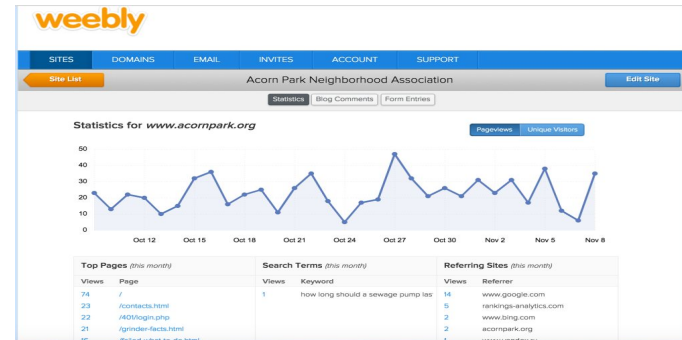 weebly
SITES DOMAINS EMAIL INVITES ACCOUNT SUPPORT
Site List Acorn Park Neighborhood Association Edit Site
Statistics Blog Comments Form Entries
Statistics for www.acornpark.org Pageviews Unique Visitors
50
40
30
20
10
0
Oct 12 Oct 15 Oct 18 Oct 21 Oct 24 Oct 27 Oct 30 Nov 2 Nov 5 Nov 8
Top Pages (this month) Search Terms (this month) Referring Sites (this month)
Views Page Views Keyword Views Referrer
74 / 1 how long should a sewage pump las 14 www.google.com
23 /contacts.html 5 rankings-analytics.com
22 /401/login.php 2 www.bing.com
21 /grinder-facts.html 2 acornpark.org